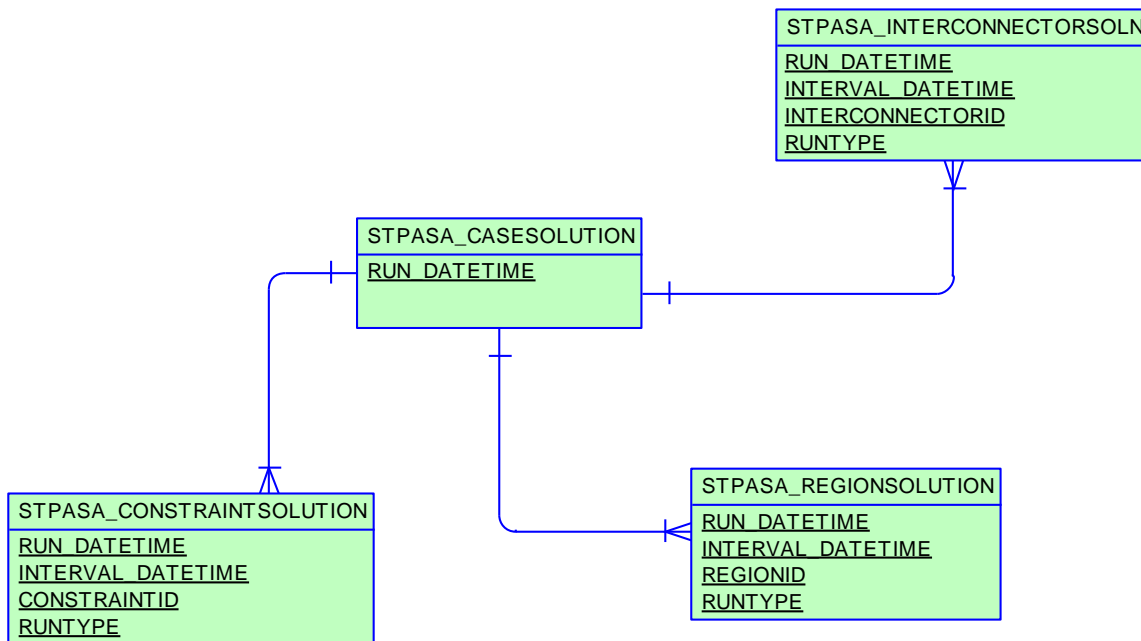 STPASA_INTERCONNECTORSOLN
RUN_DATETIME
INTERVAL_DATETIME
INTERCONNECTORID
RUNTYPE
STPASA_CASESOLUTION
RUN_DATETIME
STPASA_CONSTRAINTSOLUTION
RUN_DATETIME
INTERVAL_DATETIME
CONSTRAINTID
RUNTYPE
STPASA_REGIONSOLUTION
RUN_DATETIME
INTERVAL_DATETIME
REGIONID
RUNTYPE